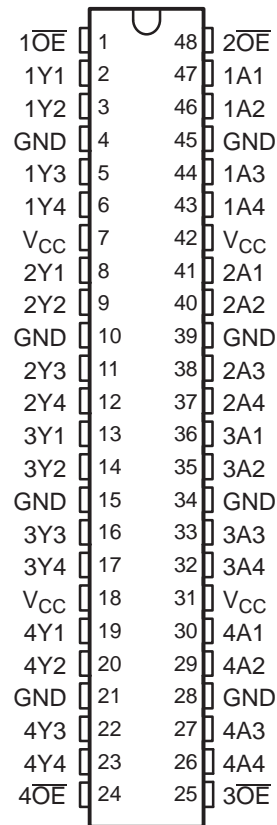 1O̅E̅ 1 48 2O̅E̅
1Y1 2 47 1A1
1Y2 3 46 1A2
GND 4 45 GND
1Y3 5 44 1A3
1Y4 6 43 1A4
VCC 7 42 VCC
2Y1 8 41 2A1
2Y2 9 40 2A2
GND 10 39 GND
2Y3 11 38 2A3
2Y4 12 37 2A4
3Y1 13 36 3A1
3Y2 14 35 3A2
GND 15 34 GND
3Y3 16 33 3A3
3Y4 17 32 3A4
VCC 18 31 VCC
4Y1 19 30 4A1
4Y2 20 29 4A2
GND 21 28 GND
4Y3 22 27 4A3
4Y4 23 26 4A4
4O̅E̅ 24 25 3O̅E̅